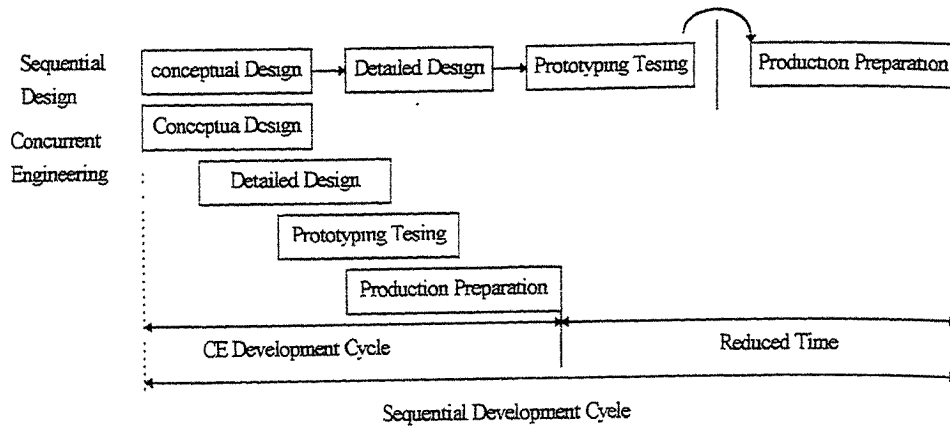 Sequential
Design
conceptual Design
Detailed Design
Prototyping Tesing
Production Preparation
Concurrent
Engineering
Conceptua Design
Detailed Design
Prototyping Tesing
Production Preparation
CE Development Cycle
Reduced Time
Sequential Development Cycle